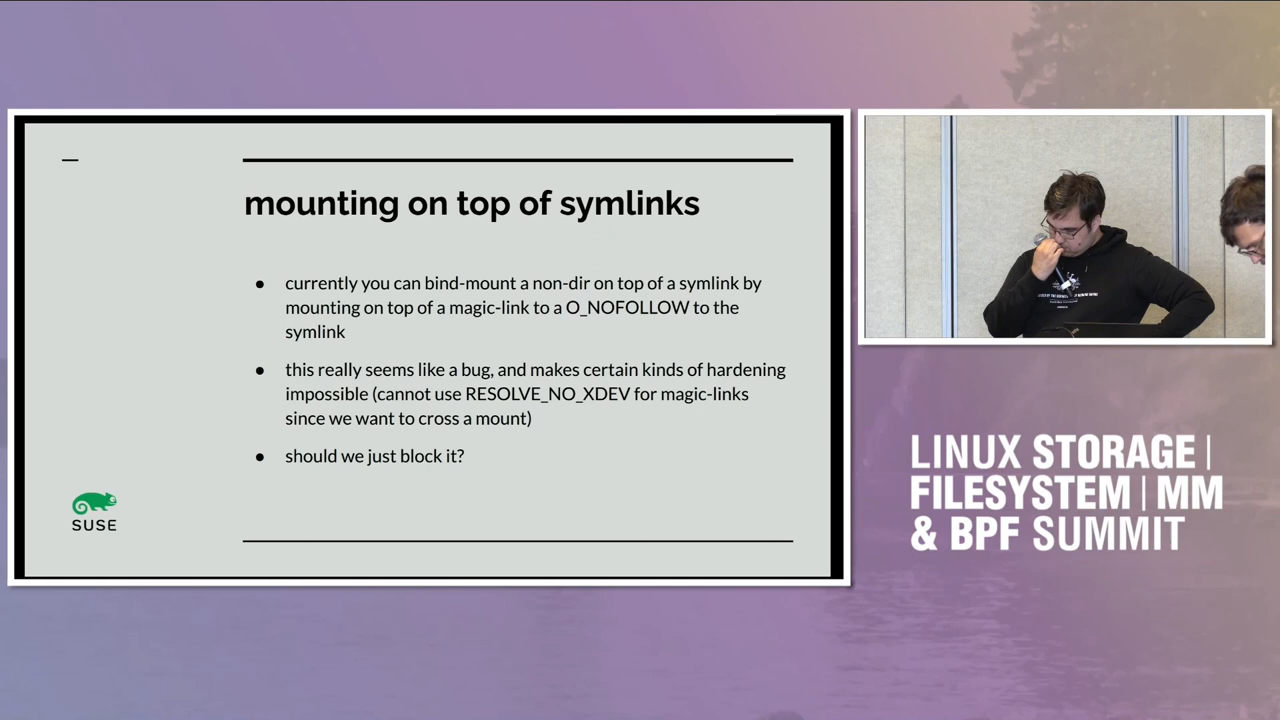 mounting on top of symlinks
● currently you can bind-mount a non-dir on top of a symlink by
mounting on top of a magic-link to a O_NOFOLLOW to the
symlink
● this really seems like a bug, and makes certain kinds of hardening
impossible (cannot use RESOLVE_NO_XDEV for magic-links
since we want to cross a mount)
● should we just block it?
SUSE
LINUX STORAGE |
FILESYSTEM | MM
& BPF SUMMIT